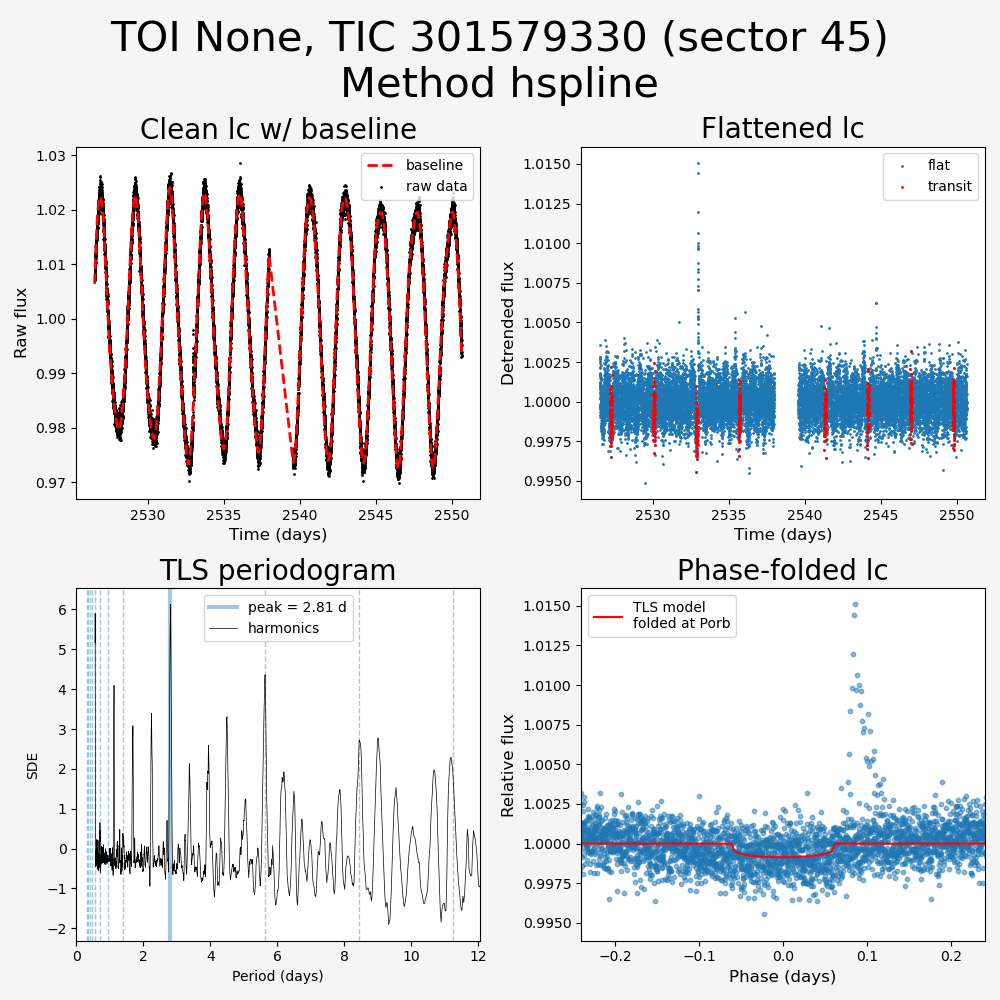 TOI None, TIC 301579330 (sector 45)
Method hspline
Clean lc w/ baseline
1.03
1.02
1.01
1.00
0.99
0.98
0.97
Raw flux
baseline
raw data
2530
2535
2540
2545
2550
Time (days)
Flattened lc
1.0150
1.0125
1.0100
1.0075
1.0050
1.0025
1.0000
0.9975
0.9950
Detrended flux
flat
transit
2530
2535
2540
2545
2550
Time (days)
TLS periodogram
6
5
4
3
2
1
0
−1
−2
SDE
peak = 2.81 d
harmonics
0
2
4
6
8
10
12
Period (days)
Phase-folded lc
1.0150
1.0125
1.0100
1.0075
1.0050
1.0025
1.0000
0.9975
0.9950
Relative flux
TLS model
folded at Porb
−0.2
−0.1
0.0
0.1
0.2
Phase (days)